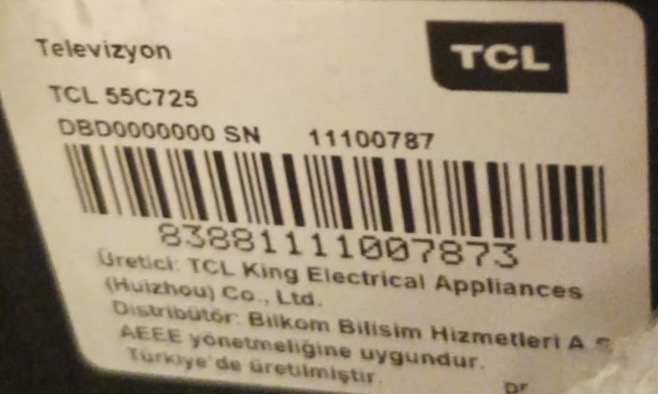 Televizyon
TCL
TCL 55C725
DBD0000000 SN 11100787
83881111007873
Üretici: TCL King Electrical Appliances
(Huizhou) Co., Ltd.
Distribütör: Bilkom Bilisim Hizmetleri A.
AEEE yönetmeliğine uygundur.
Türkiye'de üretilmiştir.